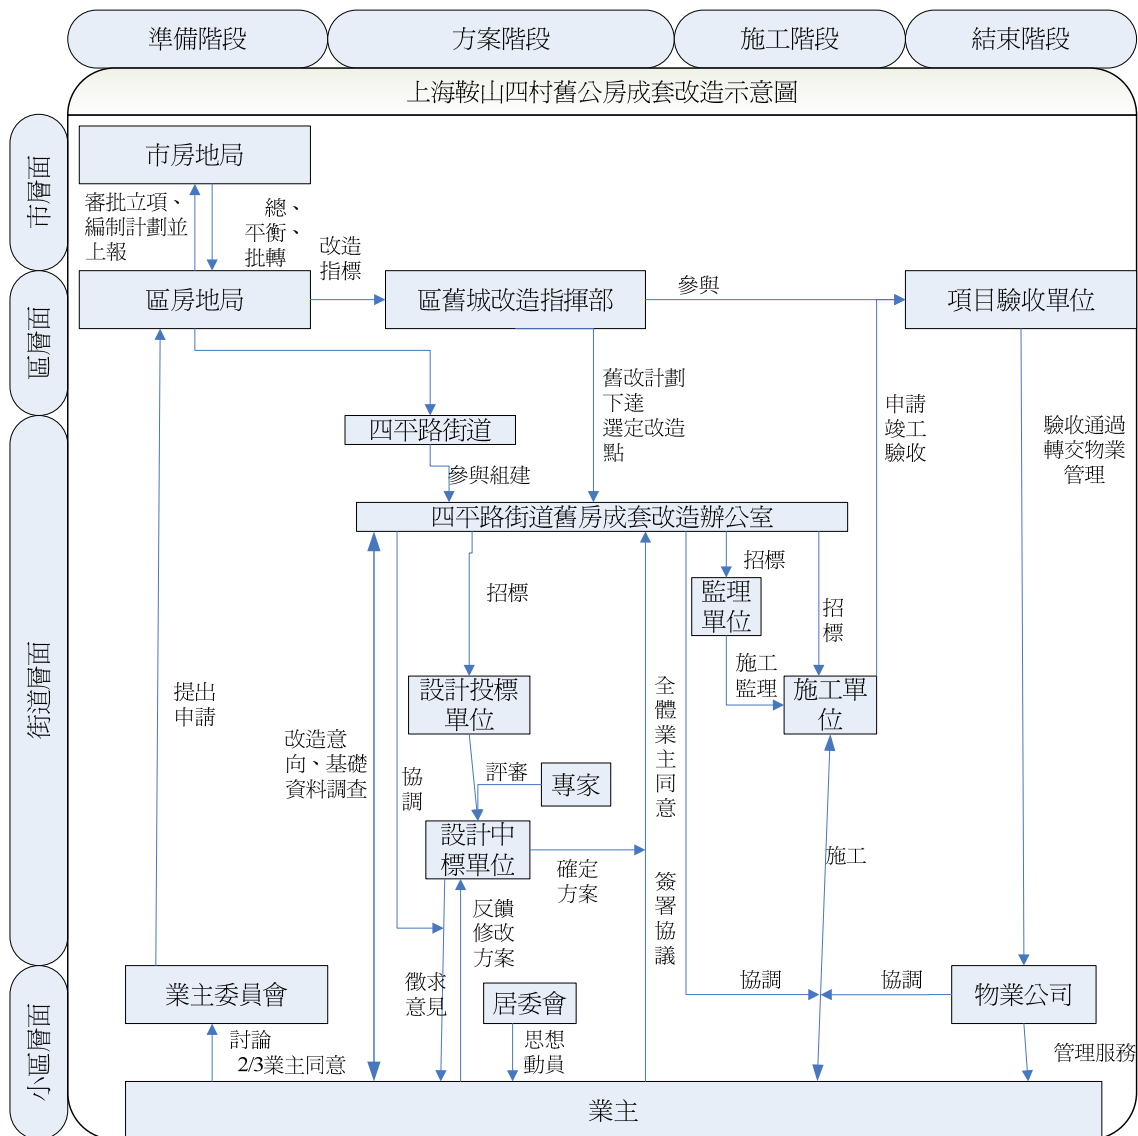 準備階段
方案階段
施工階段
結束階段
上海鞍山四村舊公房成套改造示意圖
市層面
市房地局
審批立項、
編制計劃並
上報
總、
平衡、
批轉
改造
指標
區層面
區房地局
區舊城改造指揮部
參與
項目驗收單位
舊改計劃
下達
選定改造
點
申請
竣工
驗收
驗收通過
轉交物業
管理
街道層面
四平路街道
參與組建
四平路街道舊房成套改造辦公室
招標
招標
招
標
監理
單位
施工
監理
施工單
位
設計投標
單位
提出
申請
改造意
向、基礎
資料調查
協
調
評審
專家
設計中
標單位
確定
方案
全
體
業
主
同
意
簽
署
協
議
施工
反饋
修改
方案
徵求
意見
小區層面
業主委員會
居委會
協調
協調
物業公司
討論
2/3業主同意
思想
動員
管理服務
業主